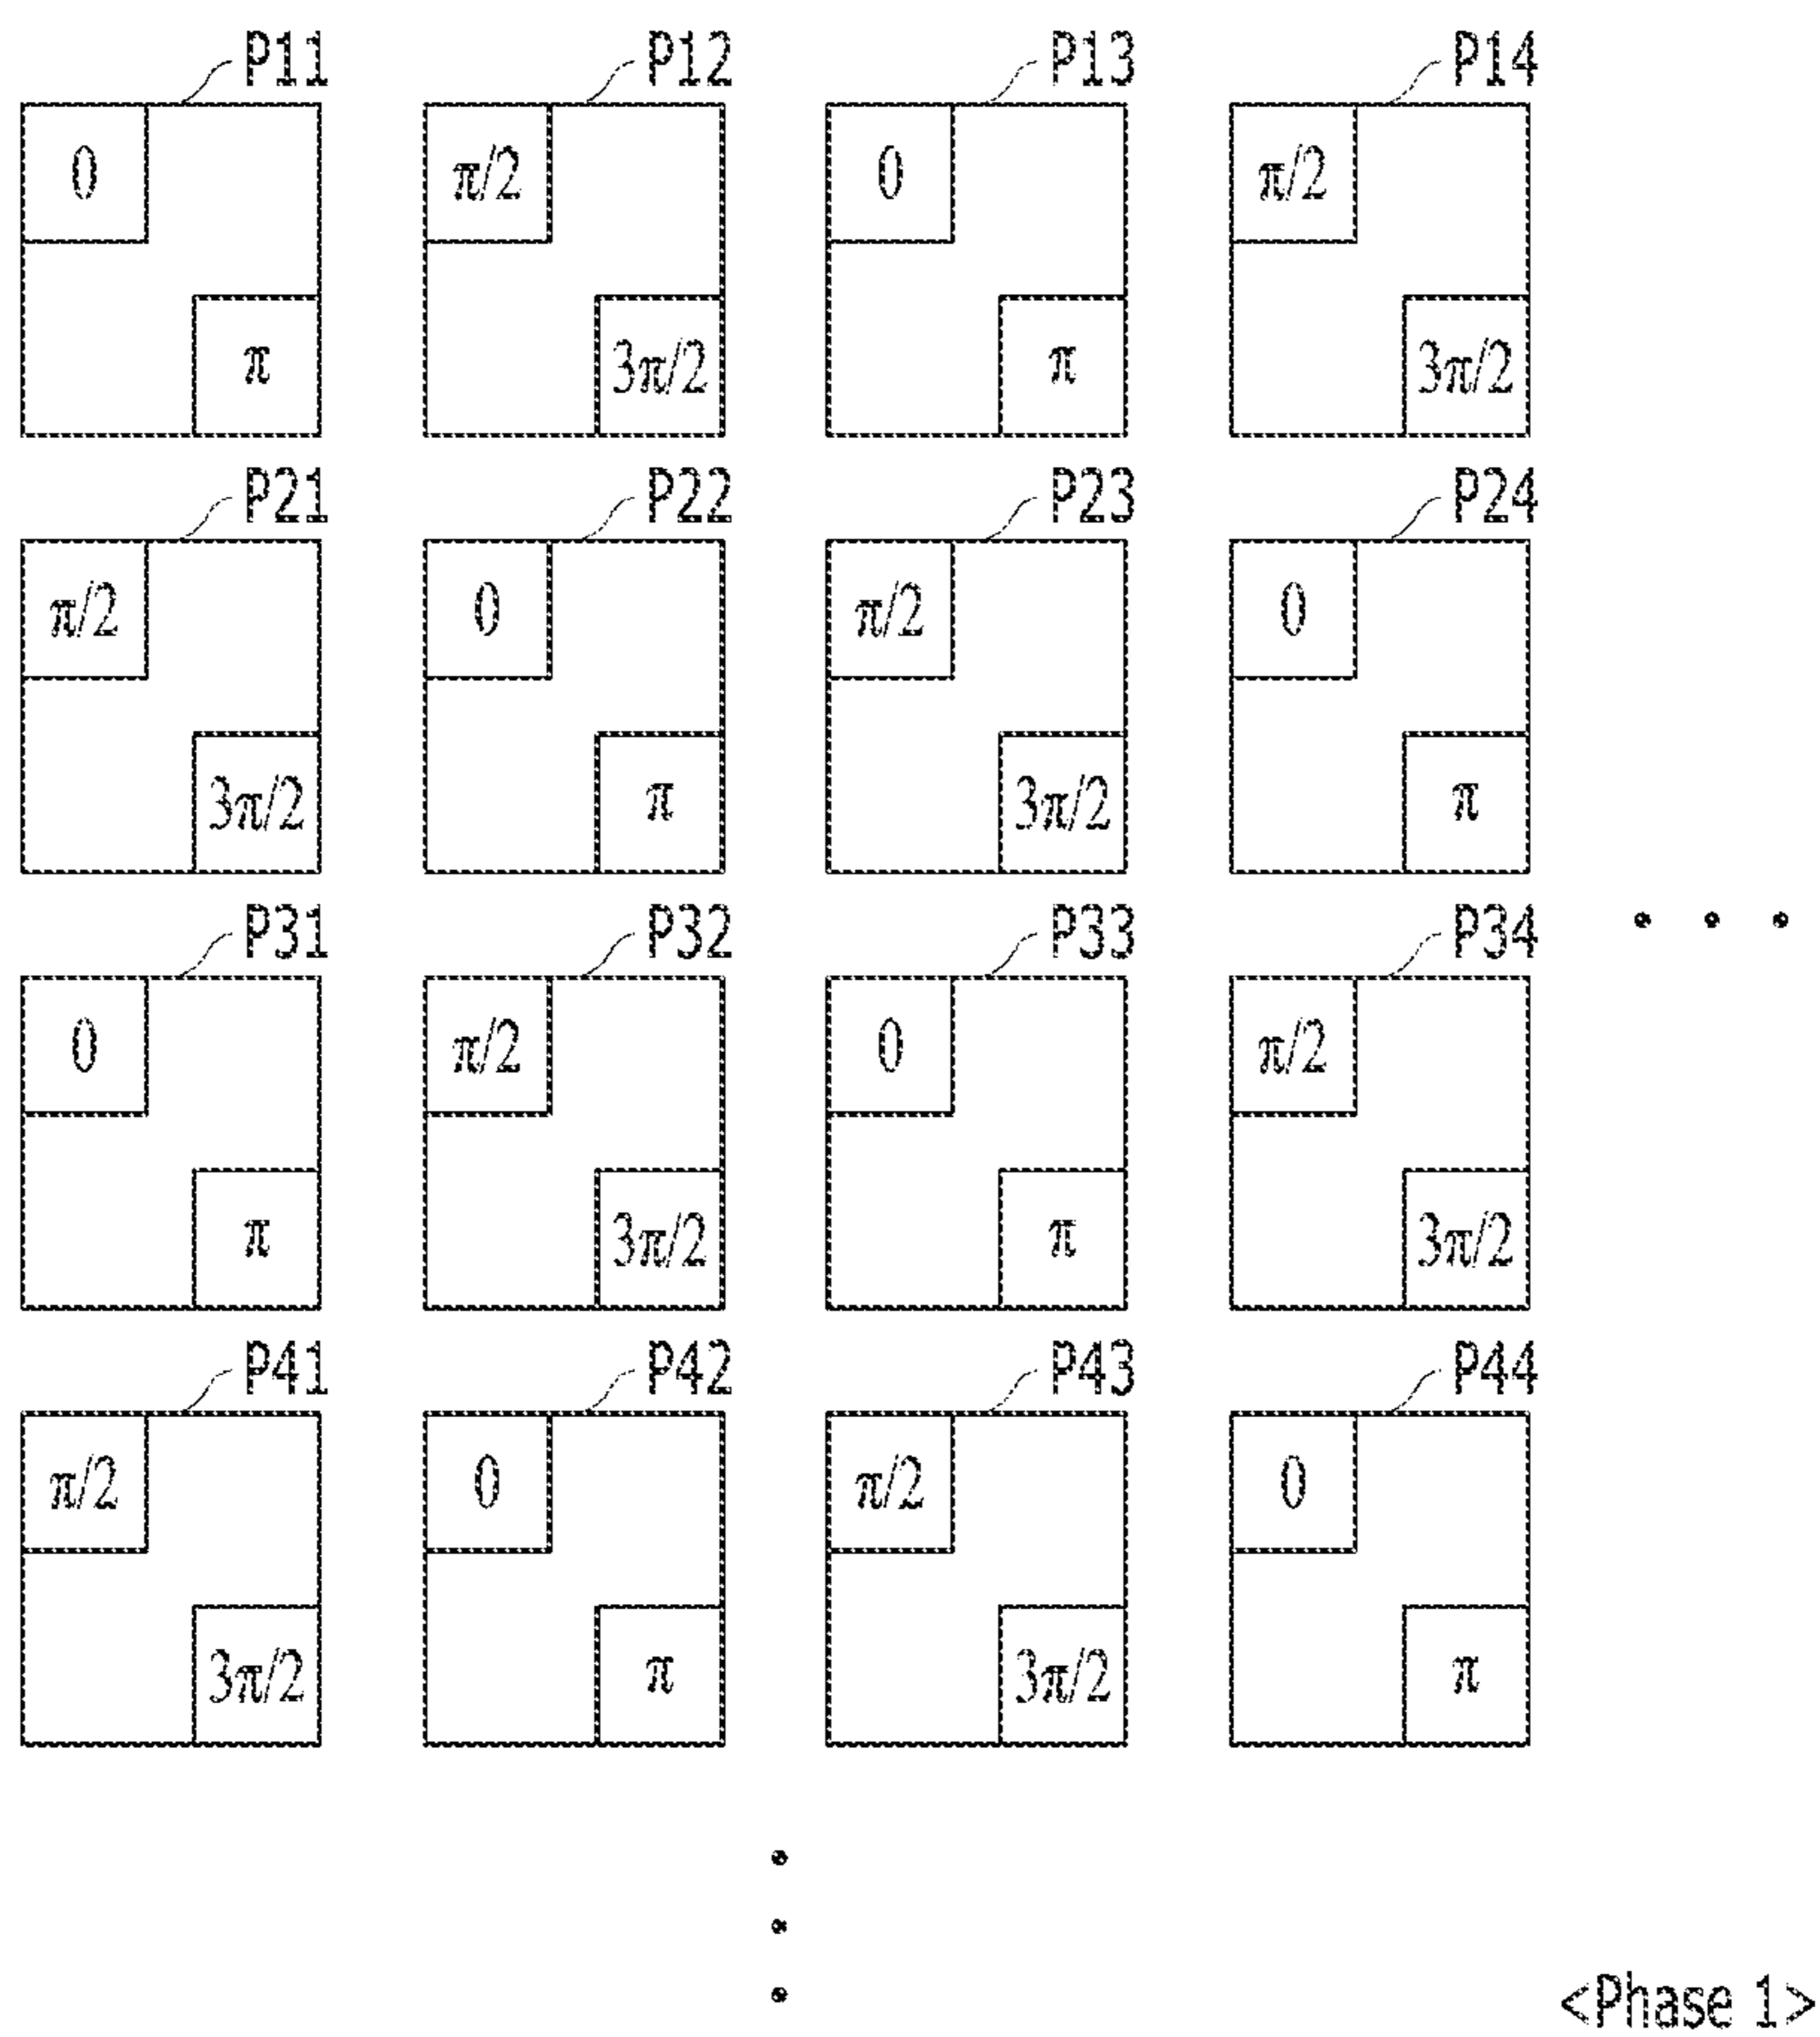 P11 P12 P13 P14
0 π/2 0 π/2
π 3π/2 π 3π/2
P21 P22 P23 P24
π/2 0 π/2 0
3π/2 π 3π/2 π
P31 P32 P33 P34
0 π/2 0 π/2
π 3π/2 π 3π/2
P41 P42 P43 P44
π/2 0 π/2 0
3π/2 π 3π/2 π
<Phase 1>